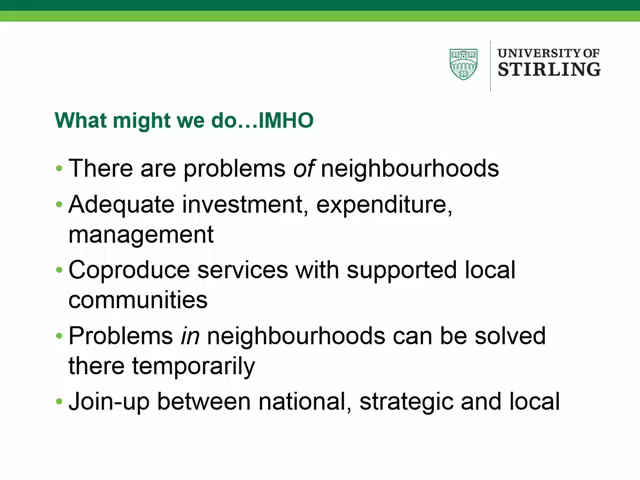 UNIVERSITY OF
STIRLING
What might we do…IMHO
• There are problems of neighbourhoods
• Adequate investment, expenditure,
management
• Coproduce services with supported local
communities
• Problems in neighbourhoods can be solved
there temporarily
• Join-up between national, strategic and local